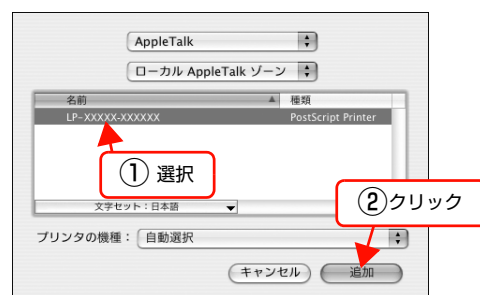 AppleTalk
ローカル AppleTalk ゾーン
名前 種類
LP-XXXXX-XXXXXX PostScript Printer
① 選択
文字セット：日本語
②クリック
プリンタの機種： 自動選択
キャンセル 追加